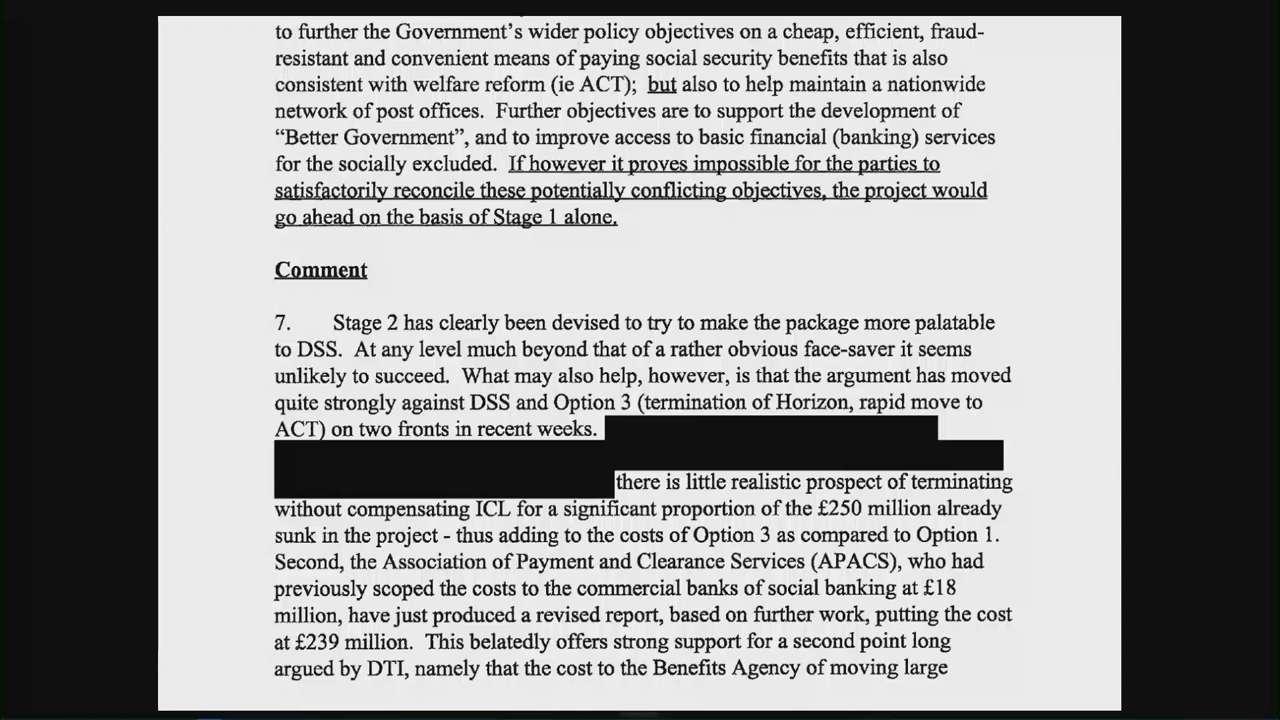 to further the Government's wider policy objectives on a cheap, efficient, fraud-
resistant and convenient means of paying social security benefits that is also
consistent with welfare reform (ie ACT); but also to help maintain a nationwide
network of post offices. Further objectives are to support the development of
“Better Government”, and to improve access to basic financial (banking) services
for the socially excluded. If however it proves impossible for the parties to
satisfactorily reconcile these potentially conflicting objectives, the project would
go ahead on the basis of Stage 1 alone.
Comment
7. Stage 2 has clearly been devised to try to make the package more palatable
to DSS. At any level much beyond that of a rather obvious face-saver it seems
unlikely to succeed. What may also help, however, is that the argument has moved
quite strongly against DSS and Option 3 (termination of Horizon, rapid move to
ACT) on two fronts in recent weeks.
there is little realistic prospect of terminating
without compensating ICL for a significant proportion of the £250 million already
sunk in the project - thus adding to the costs of Option 3 as compared to Option 1.
Second, the Association of Payment and Clearance Services (APACS), who had
previously scoped the costs to the commercial banks of social banking at £18
million, have just produced a revised report, based on further work, putting the cost
at £239 million. This belatedly offers strong support for a second point long
argued by DTI, namely that the cost to the Benefits Agency of moving large